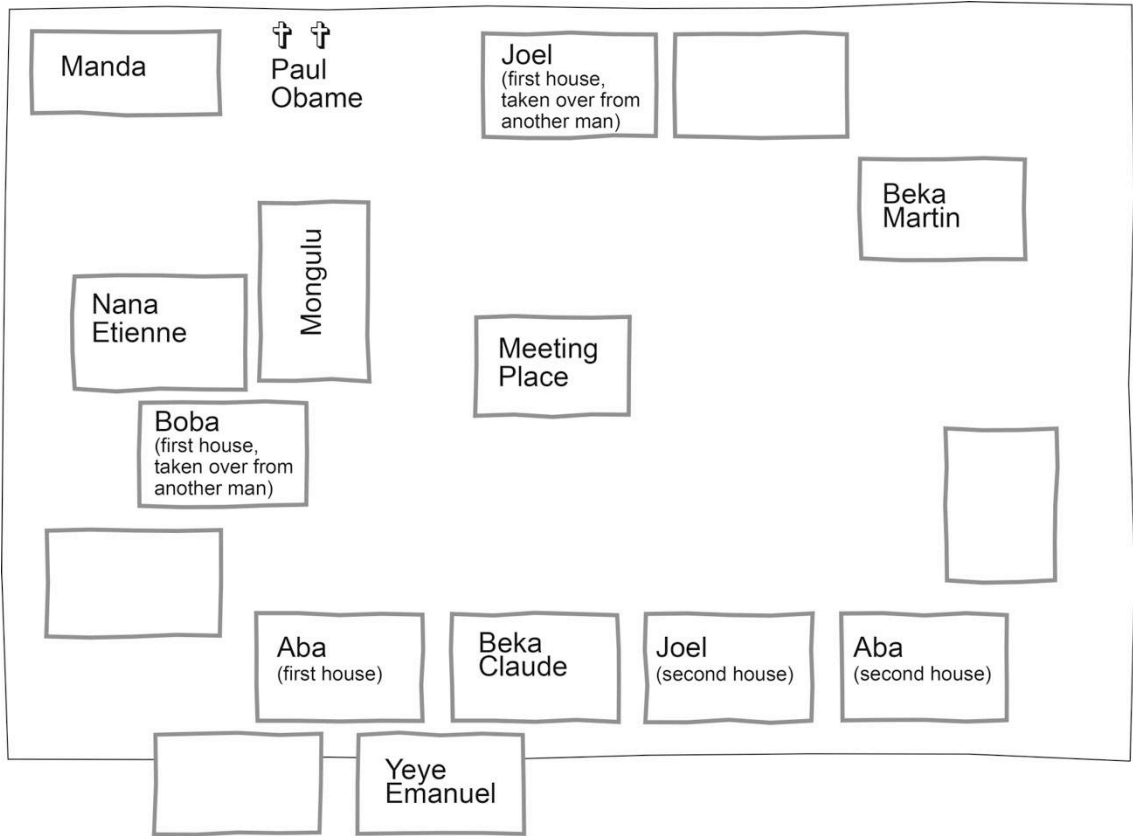 Manda
✞ ✞
Paul
Obame
Joel
(first house,
taken over from
another man)
Beka
Martin
Mongulu
Nana
Etienne
Meeting
Place
Boba
(first house,
taken over from
another man)
Aba
(first house)
Beka
Claude
Joel
(second house)
Aba
(second house)
Yeye
Emanuel